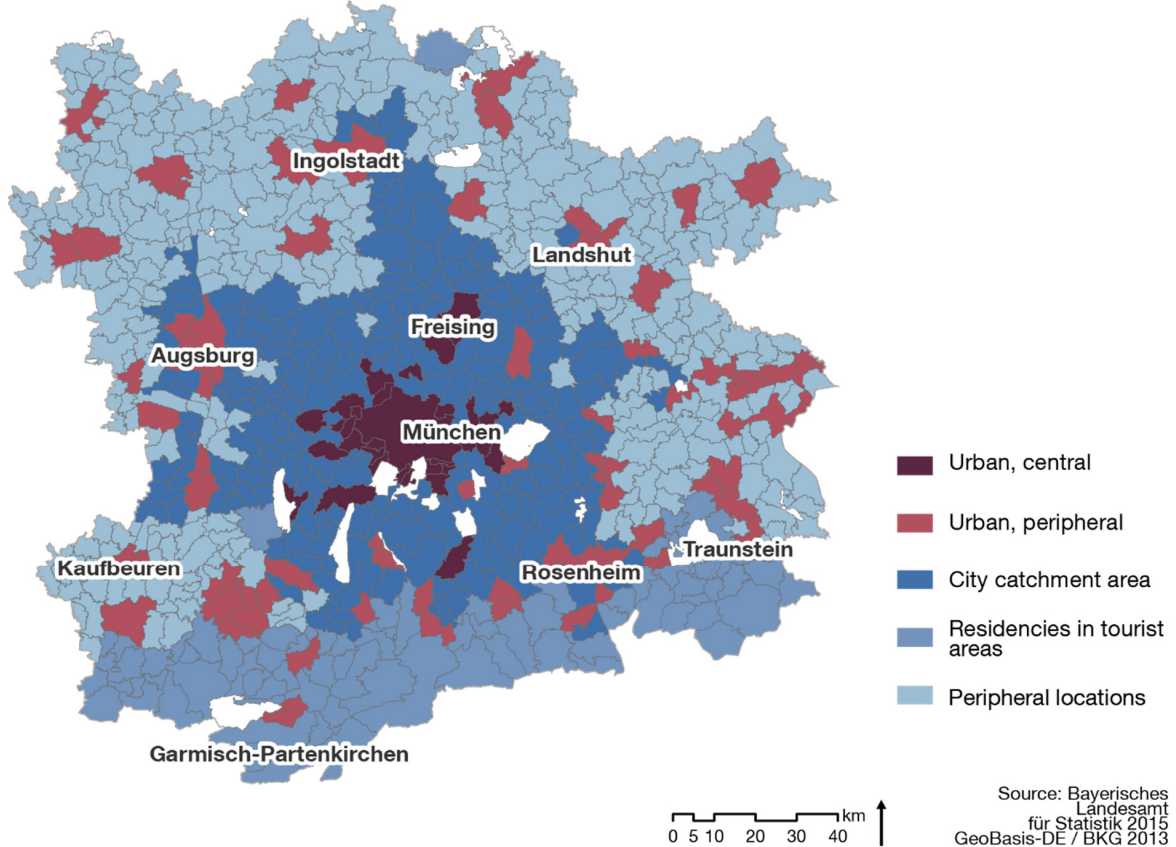 Ingolstadt
Landshut
Freising
Augsburg
München
Kaufbeuren
Rosenheim
Traunstein
Garmisch-Partenkirchen
Urban, central
Urban, peripheral
City catchment area
Residencies in tourist
areas
Peripheral locations
km
0 5 10 20 30 40
Source: Bayerisches
Landesamt
für Statistik 2015
GeoBasis-DE / BKG 2013